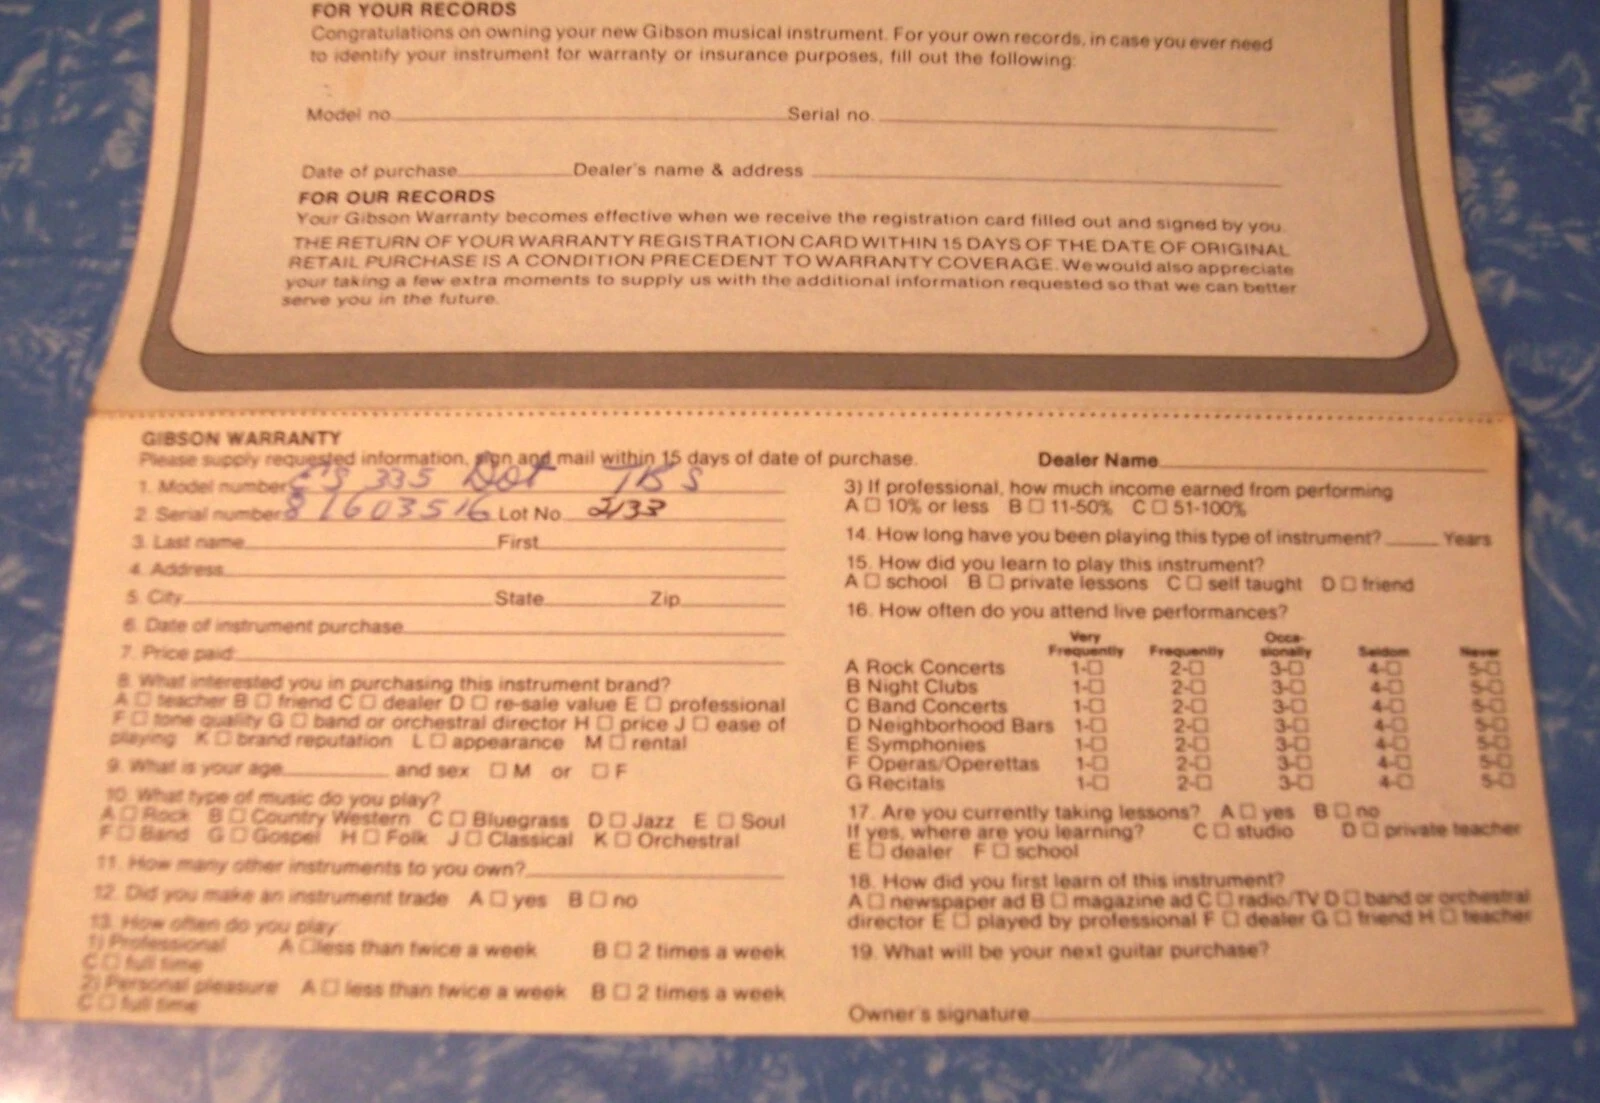 FOR YOUR RECORDS
Congratulations on owning your new Gibson musical instrument. For your own records, in case you ever need
to identify your instrument for warranty or insurance purposes, fill out the following:
Model no. Serial no.
Date of purchase Dealer's name & address
FOR OUR RECORDS
Your Gibson Warranty becomes effective when we receive the registration card filled out and signed by you.
THE RETURN OF YOUR WARRANTY REGISTRATION CARD WITHIN 15 DAYS OF THE DATE OF ORIGINAL
RETAIL PURCHASE IS A CONDITION PRECEDENT TO WARRANTY COVERAGE. We would also appreciate
your taking a few extra moments to supply us with the additional information requested so that we can better
serve you in the future.
GIBSON WARRANTY
Please supply requested information, sign and mail within 15 days of date of purchase.
1. Model number ES 335 Dot TBS
2. Serial number 81603516 Lot No. 2133
3. Last name First
4. Address
5. City State Zip
6. Date of instrument purchase
7. Price paid:
8. What interested you in purchasing this instrument brand?
A □ teacher B □ friend C □ dealer D □ re-sale value E □ professional
F □ tone quality G □ band or orchestral director H □ price J □ ease of
playing K □ brand reputation L □ appearance M □ rental
9. What is your age and sex □ M or □ F
10. What type of music do you play?
A □ Rock B □ Country Western C □ Bluegrass D □ Jazz E □ Soul
F □ Band G □ Gospel H □ Folk J □ Classical K □ Orchestral
11. How many other instruments to you own?
12. Did you make an instrument trade A □ yes B □ no
13. How often do you play:
1) Professional A □ less than twice a week B □ 2 times a week
C □ full time
2) Personal pleasure A □ less than twice a week B □ 2 times a week
C □ full time
Dealer Name
3) If professional, how much income earned from performing
A □ 10% or less B □ 11-50% C □ 51-100%
14. How long have you been playing this type of instrument? Years
15. How did you learn to play this instrument?
A □ school B □ private lessons C □ self taught D □ friend
16. How often do you attend live performances?
Very Frequently Frequently Occa-sionally Seldom Never
A Rock Concerts 1-□ 2-□ 3-□ 4-□ 5-□
B Night Clubs 1-□ 2-□ 3-□ 4-□ 5-□
C Band Concerts 1-□ 2-□ 3-□ 4-□ 5-□
D Neighborhood Bars 1-□ 2-□ 3-□ 4-□ 5-□
E Symphonies 1-□ 2-□ 3-□ 4-□ 5-□
F Operas/Operettas 1-□ 2-□ 3-□ 4-□ 5-□
G Recitals 1-□ 2-□ 3-□ 4-□ 5-□
17. Are you currently taking lessons? A □ yes B □ no
If yes, where are you learning? C □ studio D □ private teacher
E □ dealer F □ school
18. How did you first learn of this instrument?
A □ newspaper ad B □ magazine ad C □ radio/TV D □ band or orchestral
director E □ played by professional F □ dealer G □ friend H □ teacher
19. What will be your next guitar purchase?
Owner's signature